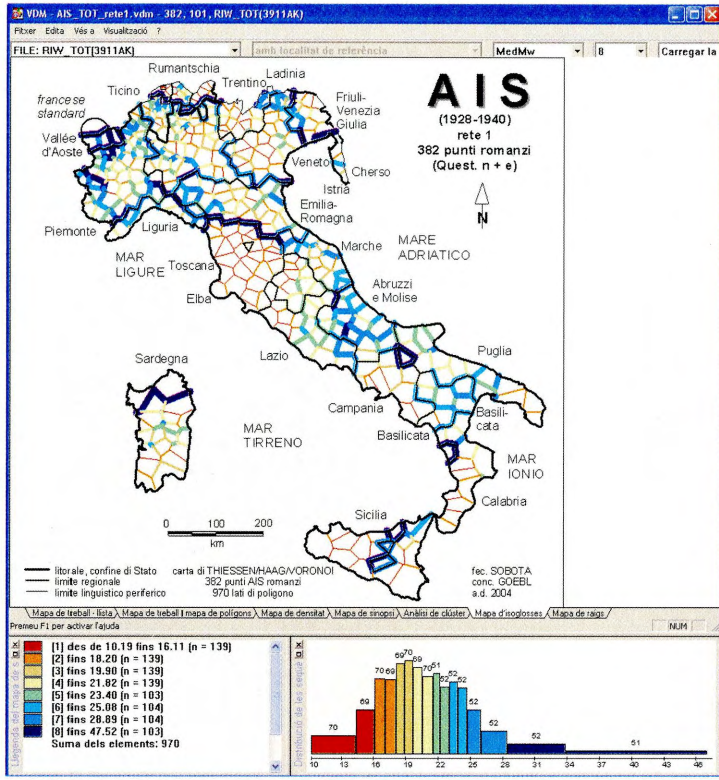 VDM - AIS_TOT_rete1.vdm - 382, 101, RIW_TOT(3911AK)
Fitxer Edita Vés a Visualització ?
FILE: RIW_TOT(3911AK) amb localitat de referència MedMw 8 Carregar la
Rumantschia
Ticino
Trentino
Ladinia
francese
standard
Friuli-
Venezia
Giulia
Vallée
d'Aoste
Veneto
Cherso
Istria
Emilia-
Romagna
Piemonte
Liguria
MAR
LIGURE
Toscana
Marche
MARE
ADRIATICO
Elba
Abruzzi
e Molise
Lazio
Puglia
Sardegna
Campania
Basili-
cata
Basilicata
MAR
TIRRENO
MAR
IONIO
Calabria
Sicilia
AIS
(1928-1940)
rete 1
382 punti romanzi
(Quest. n + e)
N
0 100 200
km
litorale, confine di Stato
limite regionale
limite linguistico periferico
carta di THIESSEN/HAAG/VORONOI
382 punti AIS romanzi
970 lati di poligono
fec. SOBOTA
conc. GOEBL
a.d. 2004
Mapa de treball - llista Mapa de treball i mapa de polígons Mapa de densitat Mapa de sinopsi Anàlisi de clúster Mapa d'isoglosses Mapa de raigs
Premeu F1 per activar l'ajuda NUM
Llegenda del mapa de s
[1] des de 10.19 fins 16.11 (n = 139)
[2] fins 18.20 (n = 139)
[3] fins 19.90 (n = 139)
[4] fins 21.82 (n = 139)
[5] fins 23.40 (n = 103)
[6] fins 25.08 (n = 104)
[7] fins 28.89 (n = 104)
[8] fins 47.52 (n = 103)
Suma dels elements: 970
Distribució de les seqüè
70 69 70 69 69 70 69 70 51 52 52 52 52 52 52 51
10 13 16 19 22 25 28 31 34 37 40 43 46